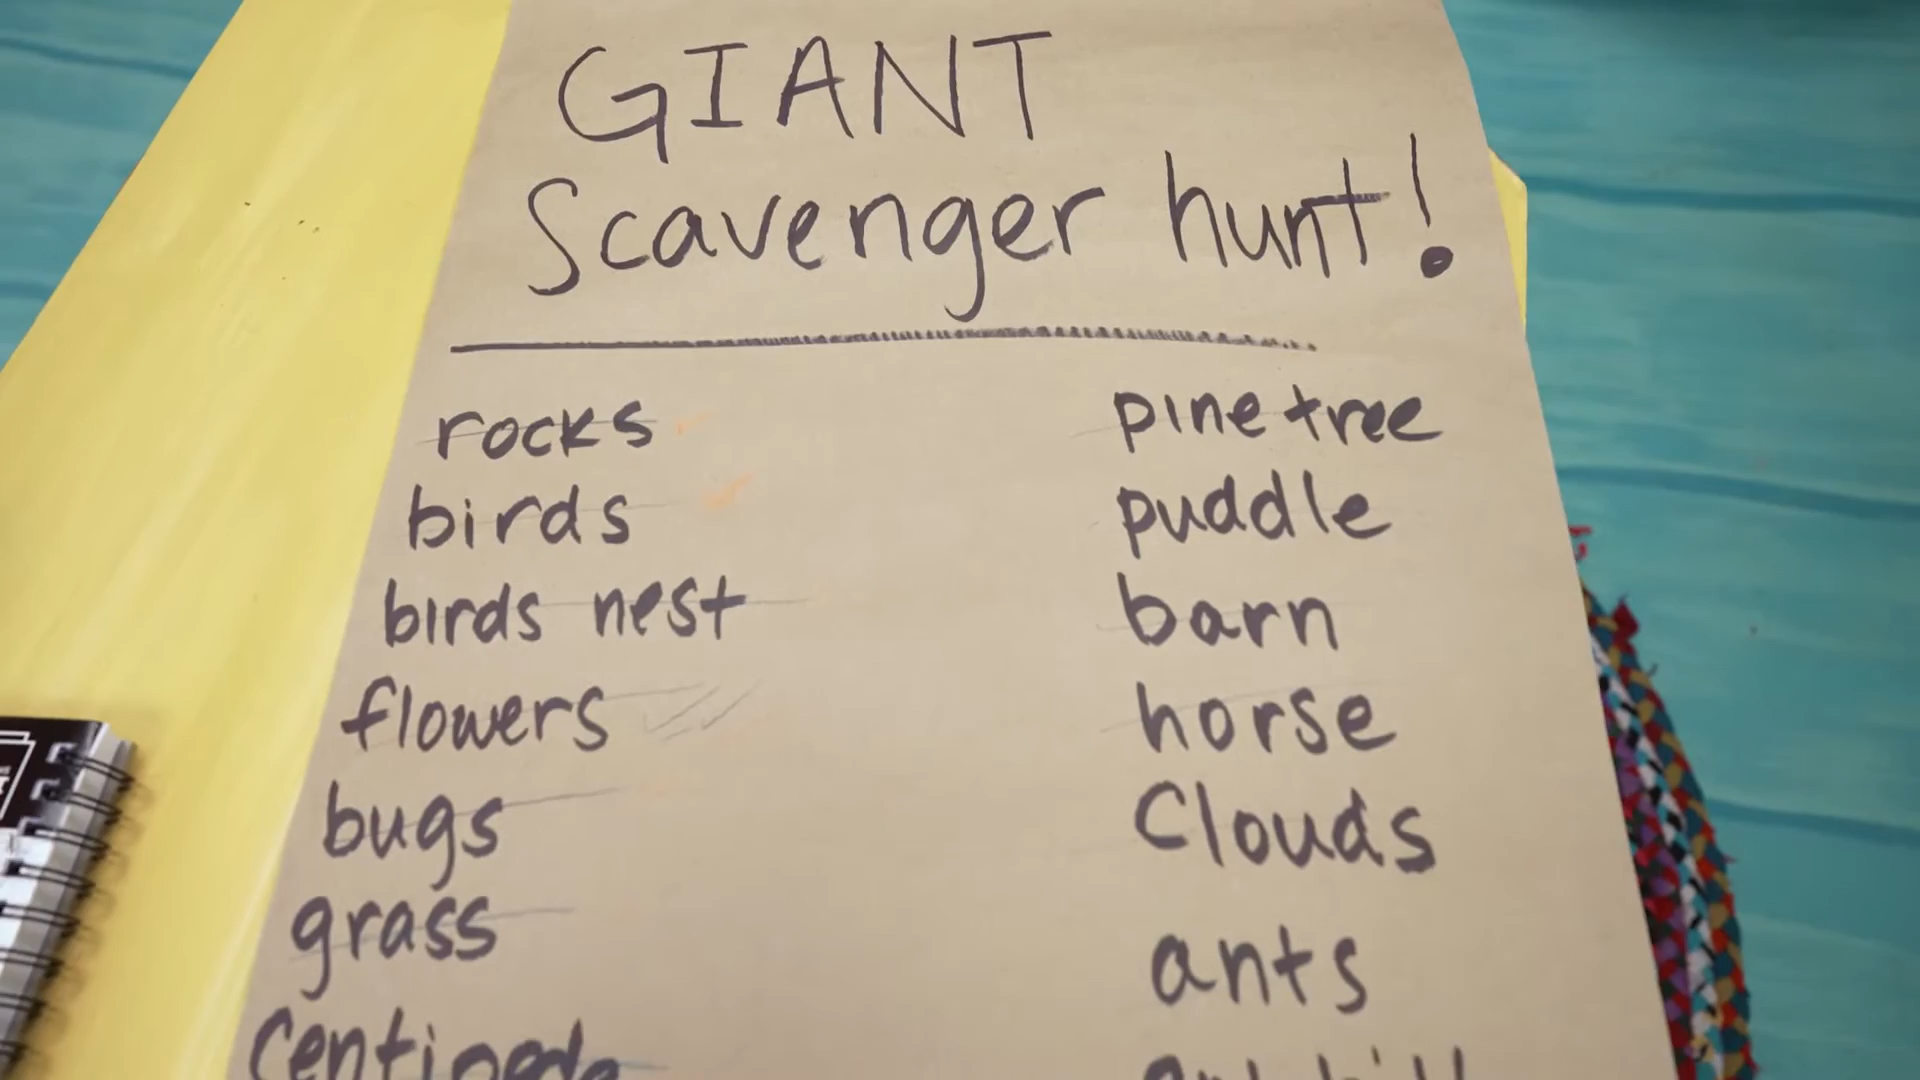 GIANT
Scavenger hunt!
rocks
birds
birds nest
flowers
bugs
grass
pine tree
puddle
barn
horse
Clouds
ants